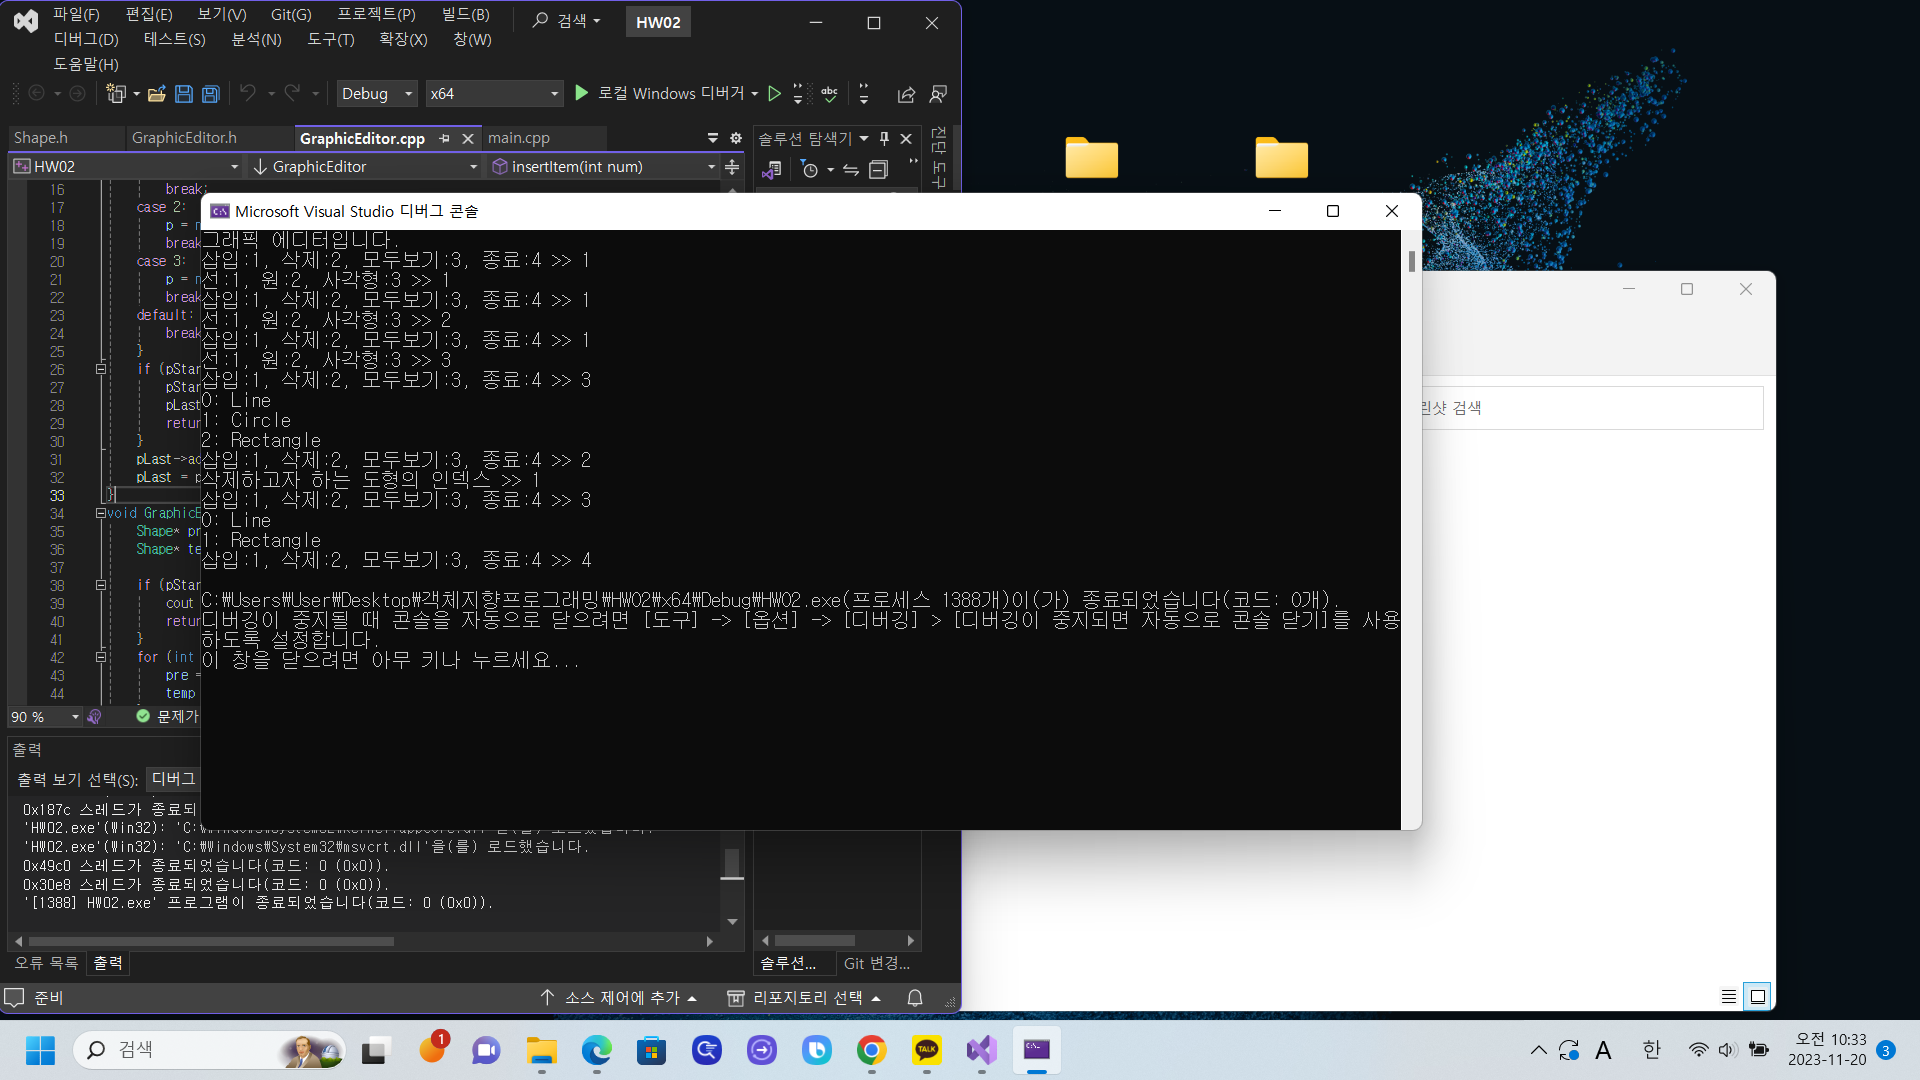 파일(F) 편집(E) 보기(V) Git(G) 프로젝트(P) 빌드(B) 검색 HW02
디버그(D) 테스트(S) 분석(N) 도구(T) 확장(X) 창(W)
도움말(H)
Debug x64 로컬 Windows 디버거
Shape.h GraphicEditor.h GraphicEditor.cpp main.cpp
솔루션 탐색기
진단 도구
HW02 GraphicEditor insertItem(int num)
16 break;
17 case 2:
18 p = n
19 break
20 case 3:
21 p = n
22 break
23 default:
24 break
25 }
26 if (pStar
27 pStar
28 pLast
29 retur
30 }
31 pLast->ad
32 pLast = p
33 }
34 void GraphicE
35 Shape* pr
36 Shape* te
37
38 if (pStar
39 cout
40 retur
41 }
42 for (int
43 pre =
44 temp
90 % 문제가
Microsoft Visual Studio 디버그 콘솔
그래픽 에디터입니다.
삽입:1, 삭제:2, 모두보기:3, 종료:4 >> 1
선:1, 원:2, 사각형:3 >> 1
삽입:1, 삭제:2, 모두보기:3, 종료:4 >> 1
선:1, 원:2, 사각형:3 >> 2
삽입:1, 삭제:2, 모두보기:3, 종료:4 >> 1
선:1, 원:2, 사각형:3 >> 3
삽입:1, 삭제:2, 모두보기:3, 종료:4 >> 3
0: Line
1: Circle
2: Rectangle
삽입:1, 삭제:2, 모두보기:3, 종료:4 >> 2
삭제하고자 하는 도형의 인덱스 >> 1
삽입:1, 삭제:2, 모두보기:3, 종료:4 >> 3
0: Line
1: Rectangle
삽입:1, 삭제:2, 모두보기:3, 종료:4 >> 4
C:₩Users₩User₩Desktop₩객체지향프로그래밍₩HW02₩x64₩Debug₩HW02.exe(프로세스 1388개)이(가) 종료되었습니다(코드: 0개).
디버깅이 중지될 때 콘솔을 자동으로 닫으려면 [도구] -> [옵션] -> [디버깅] > [디버깅이 중지되면 자동으로 콘솔 닫기]를 사용
하도록 설정합니다.
이 창을 닫으려면 아무 키나 누르세요...
린샷 검색
출력
출력 보기 선택(S): 디버그
0x187c 스레드가 종료되
'HW02.exe'(Win32): 'C:
'HW02.exe'(Win32): 'C:₩Windows₩System32₩msvcrt.dll'을(를) 로드했습니다.
0x49c0 스레드가 종료되었습니다(코드: 0 (0x0)).
0x30e8 스레드가 종료되었습니다(코드: 0 (0x0)).
'[1388] HW02.exe' 프로그램이 종료되었습니다(코드: 0 (0x0)).
오류 목록 출력
솔루션... Git 변경...
준비 소스 제어에 추가 리포지토리 선택
검색 1 TALK A 한 오전 10:33
2023-11-20 3